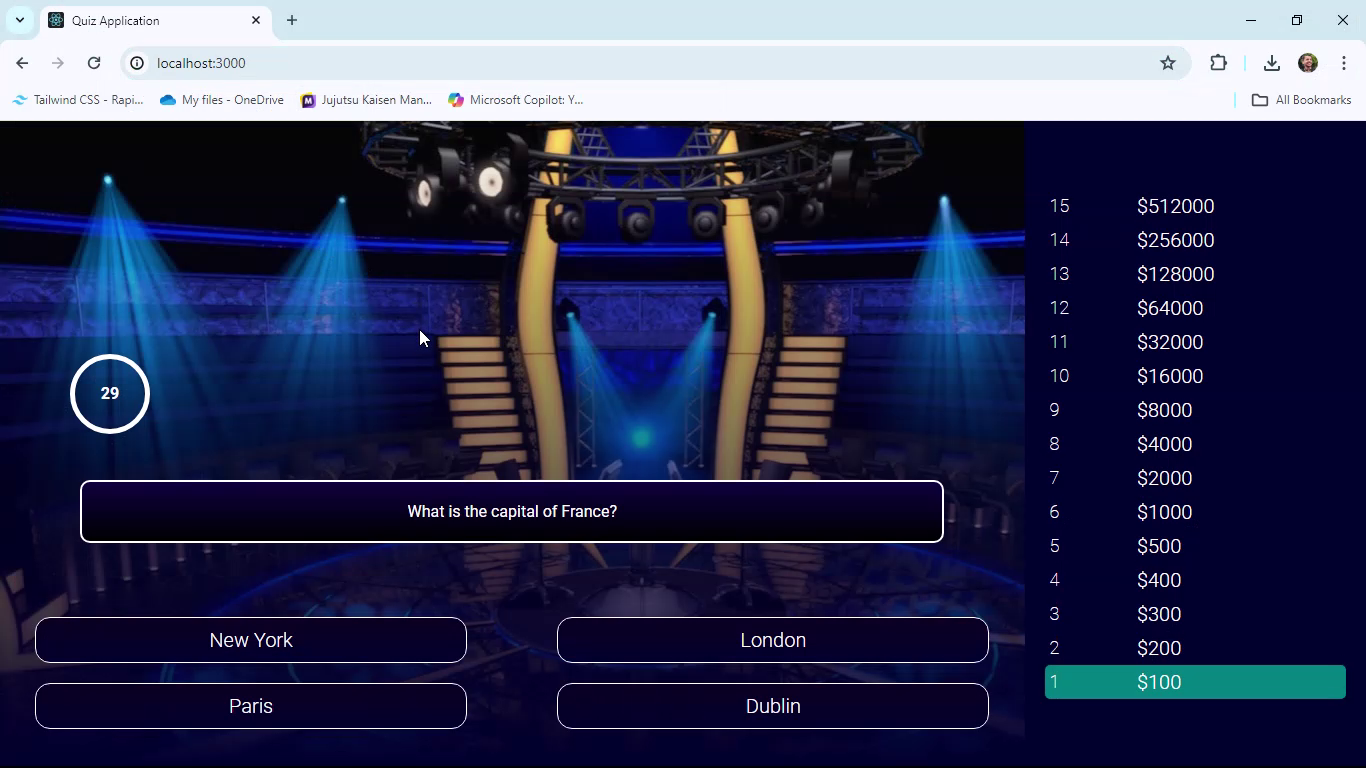 Quiz Application
localhost:3000
Tailwind CSS - Rapi...
My files - OneDrive
Jujutsu Kaisen Man...
Microsoft Copilot: Y...
All Bookmarks
29
What is the capital of France?
New York
London
Paris
Dublin
15 $512000
14 $256000
13 $128000
12 $64000
11 $32000
10 $16000
9 $8000
8 $4000
7 $2000
6 $1000
5 $500
4 $400
3 $300
2 $200
1 $100